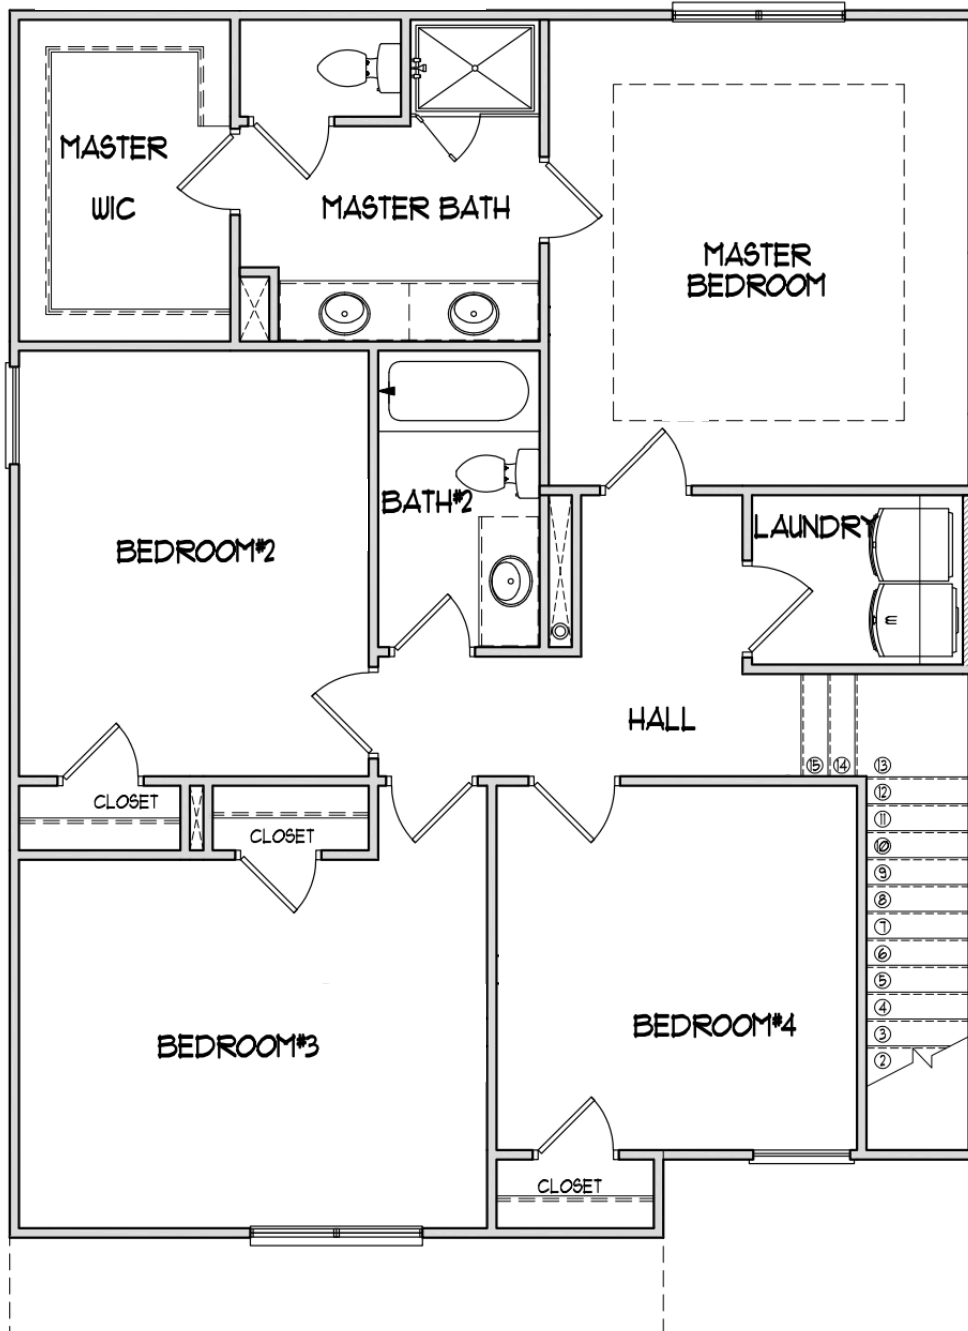 MASTER
WIC
MASTER BATH
MASTER
BEDROOM
BATH#2
LAUNDRY
BEDROOM#2
HALL
CLOSET
CLOSET
15
14
13
12
11
10
9
8
7
6
5
4
3
2
BEDROOM#3
BEDROOM#4
CLOSET